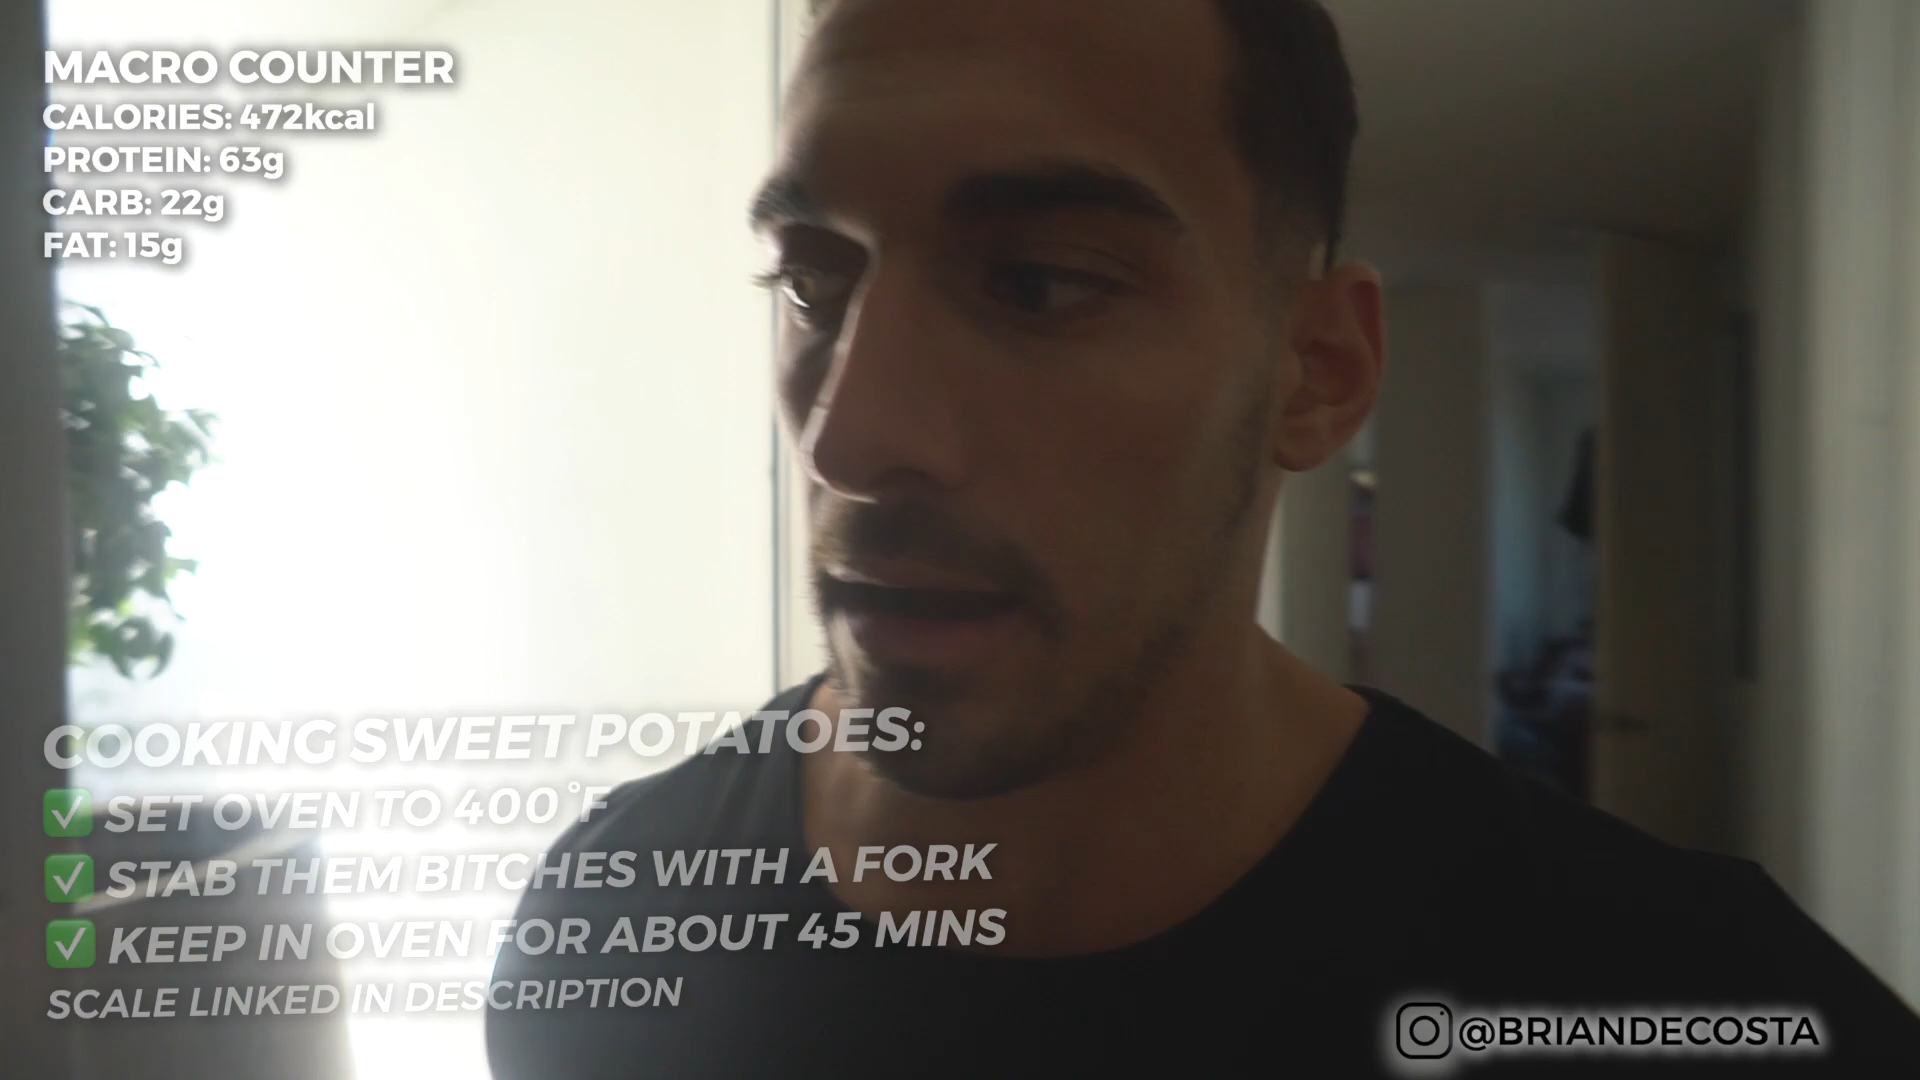 MACRO COUNTER
CALORIES: 472kcal
PROTEIN: 63g
CARB: 22g
FAT: 15g
COOKING SWEET POTATOES:
✅ SET OVEN TO 400°F
✅ STAB THEM BITCHES WITH A FORK
✅ KEEP IN OVEN FOR ABOUT 45 MINS
SCALE LINKED IN DESCRIPTION
@BRIANDECOSTA